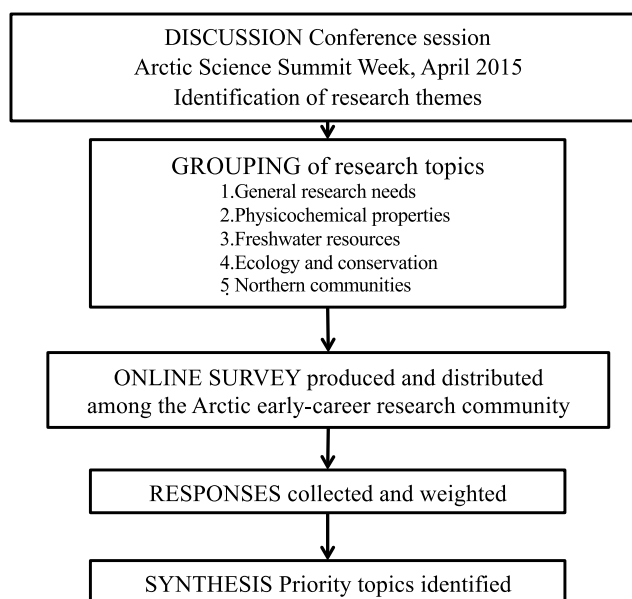 DISCUSSION Conference session
Arctic Science Summit Week, April 2015
Identification of research themes
GROUPING of research topics
1.General research needs
2.Physicochemical properties
3.Freshwater resources
4.Ecology and conservation
5. Northern communities
ONLINE SURVEY produced and distributed
among the Arctic early-career research community
RESPONSES collected and weighted
SYNTHESIS Priority topics identified